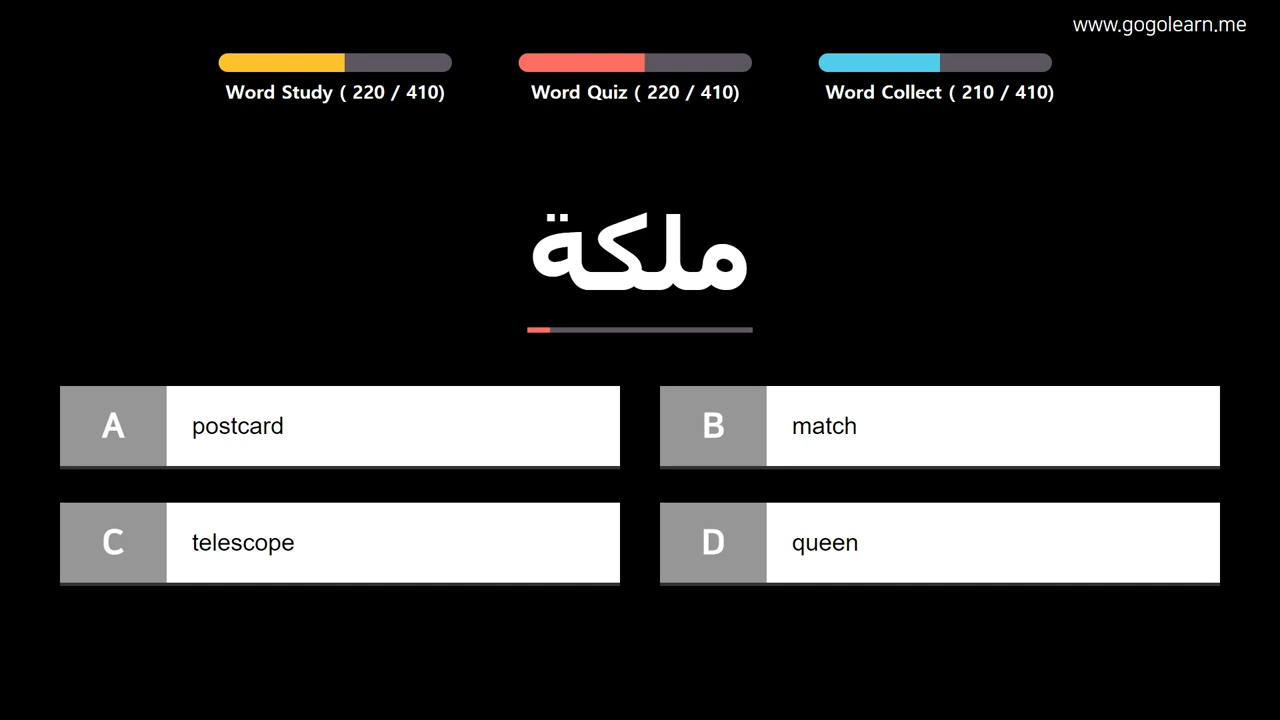 www.gogolearn.me
Word Study ( 220 / 410)
Word Quiz ( 220 / 410)
Word Collect ( 210 / 410)
ملكة
A postcard
B match
C telescope
D queen